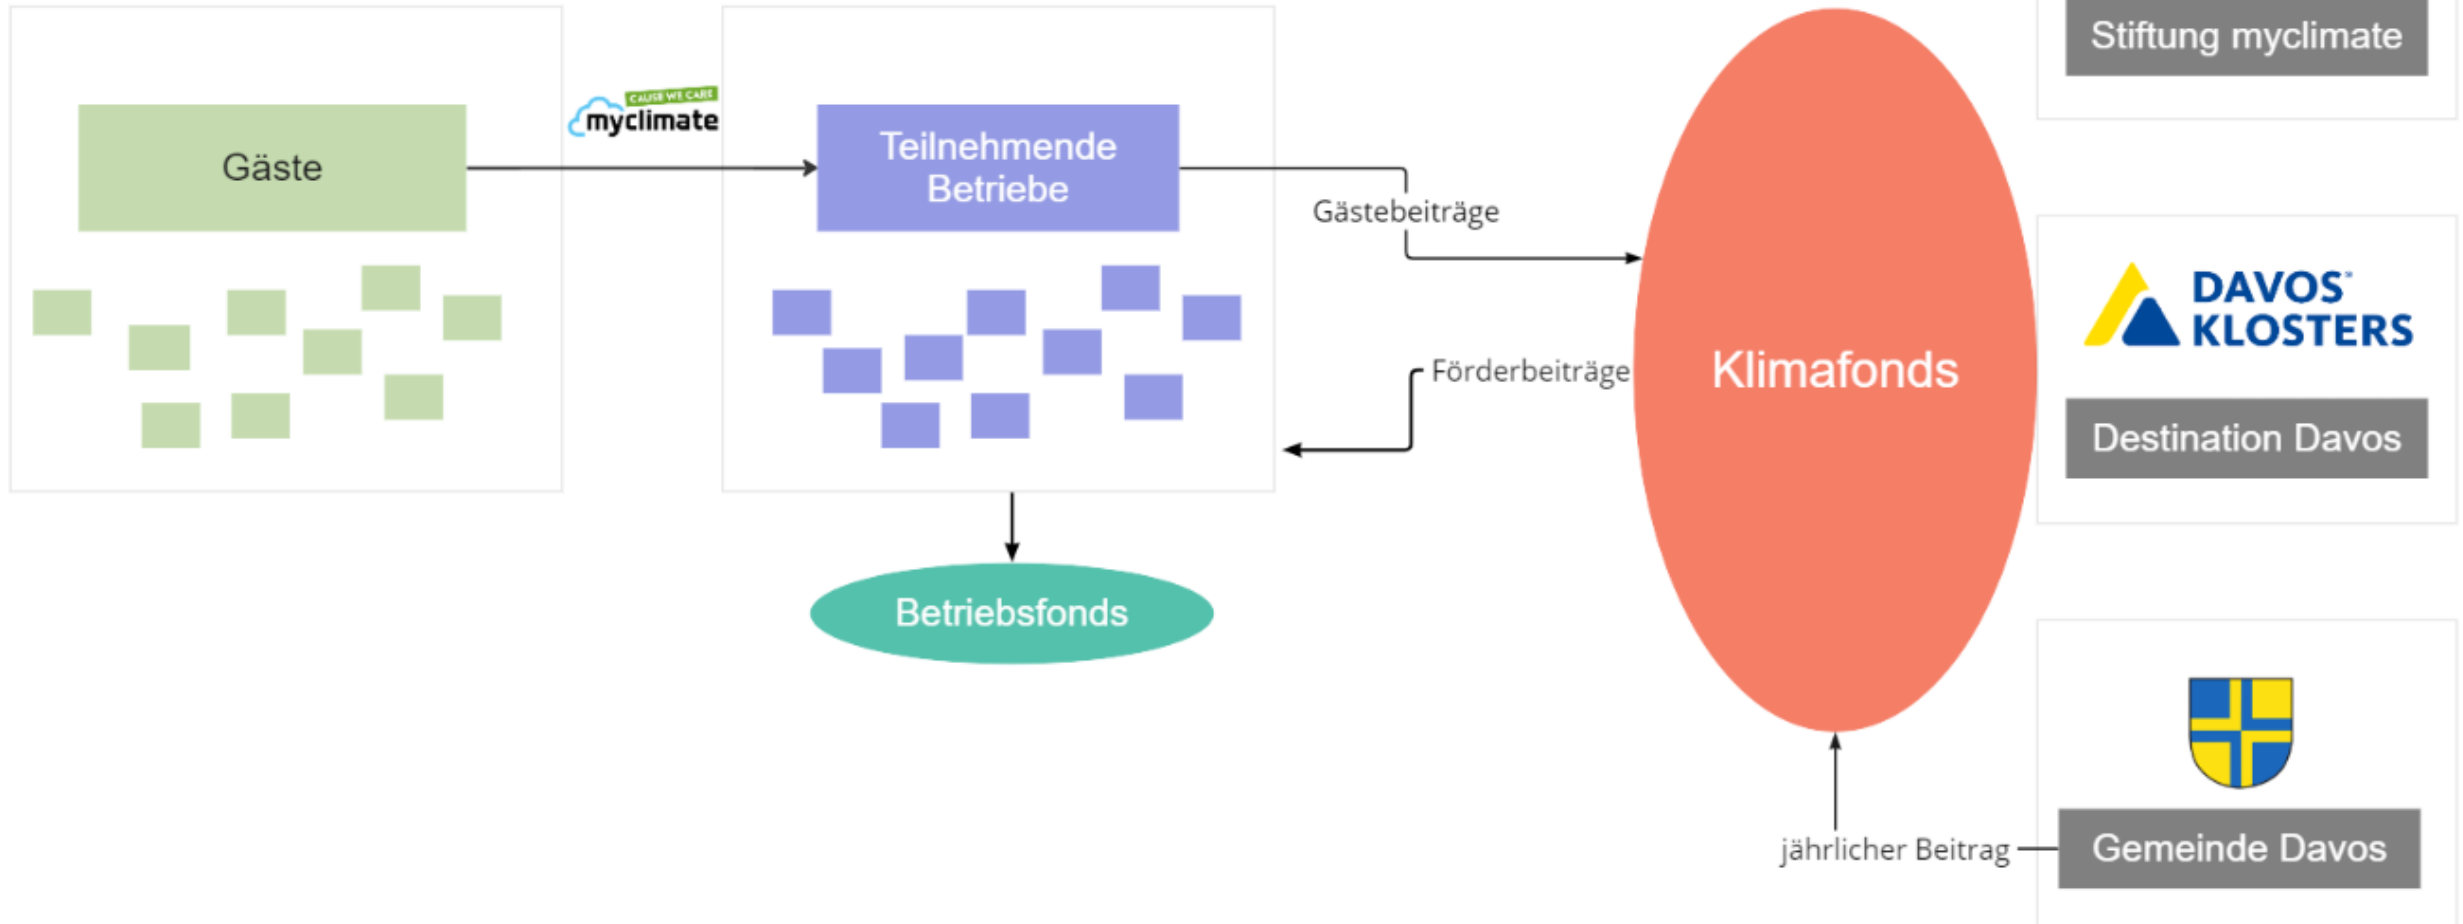 Stiftung myclimate
CAUSE WE CARE
myclimate
Gäste
Teilnehmende
Betriebe
Gästebeiträge
DAVOS™
KLOSTERS
Förderbeiträge
Klimafonds
Destination Davos
Betriebsfonds
jährlicher Beitrag
Gemeinde Davos